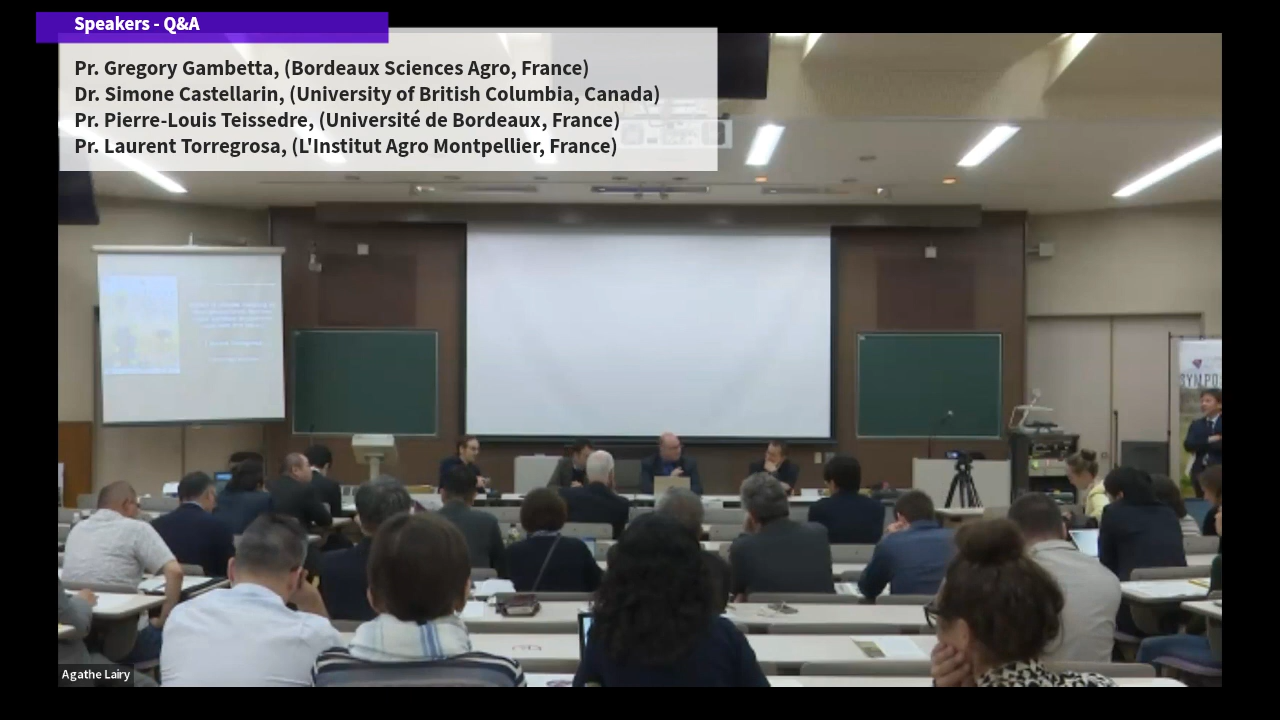 Speakers - Q&A
Pr. Gregory Gambetta, (Bordeaux Sciences Agro, France)
Dr. Simone Castellarin, (University of British Columbia, Canada)
Pr. Pierre-Louis Teissedre, (Université de Bordeaux, France)
Pr. Laurent Torregrosa, (L'Institut Agro Montpellier, France)
SYMPO
Agathe Lairy